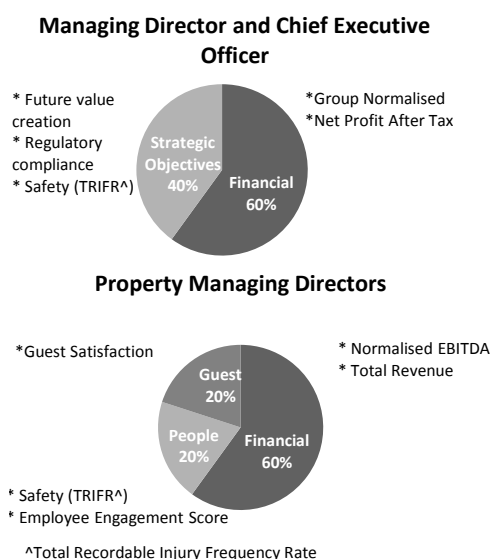 Managing Director and Chief Executive
Officer
* Future value
creation
* Regulatory
compliance
* Safety (TRIFR^)
*Group Normalised
*Net Profit After Tax
Strategic
Objectives
40%
Financial
60%
Property Managing Directors
*Guest Satisfaction
* Normalised EBITDA
* Total Revenue
Guest
20%
People
20%
Financial
60%
* Safety (TRIFR^)
* Employee Engagement Score
^Total Recordable Injury Frequency Rate